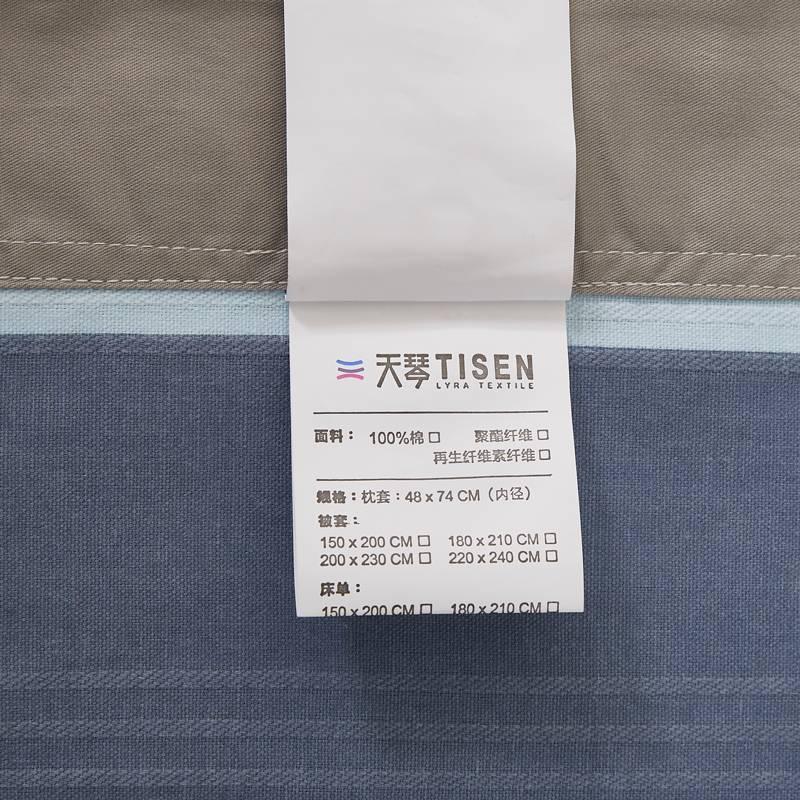 天琴TISEN
LYRA TEXTILE
面料： 100%棉□ 聚酯纤维□
再生纤维素纤维□
规格：枕套：48 x 74 CM（内径）
被套：
150 x 200 CM □ 180 x 210 CM □
200 x 230 CM □ 220 x 240 CM □
床单：
150 x 200 CM □ 180 x 210 CM □